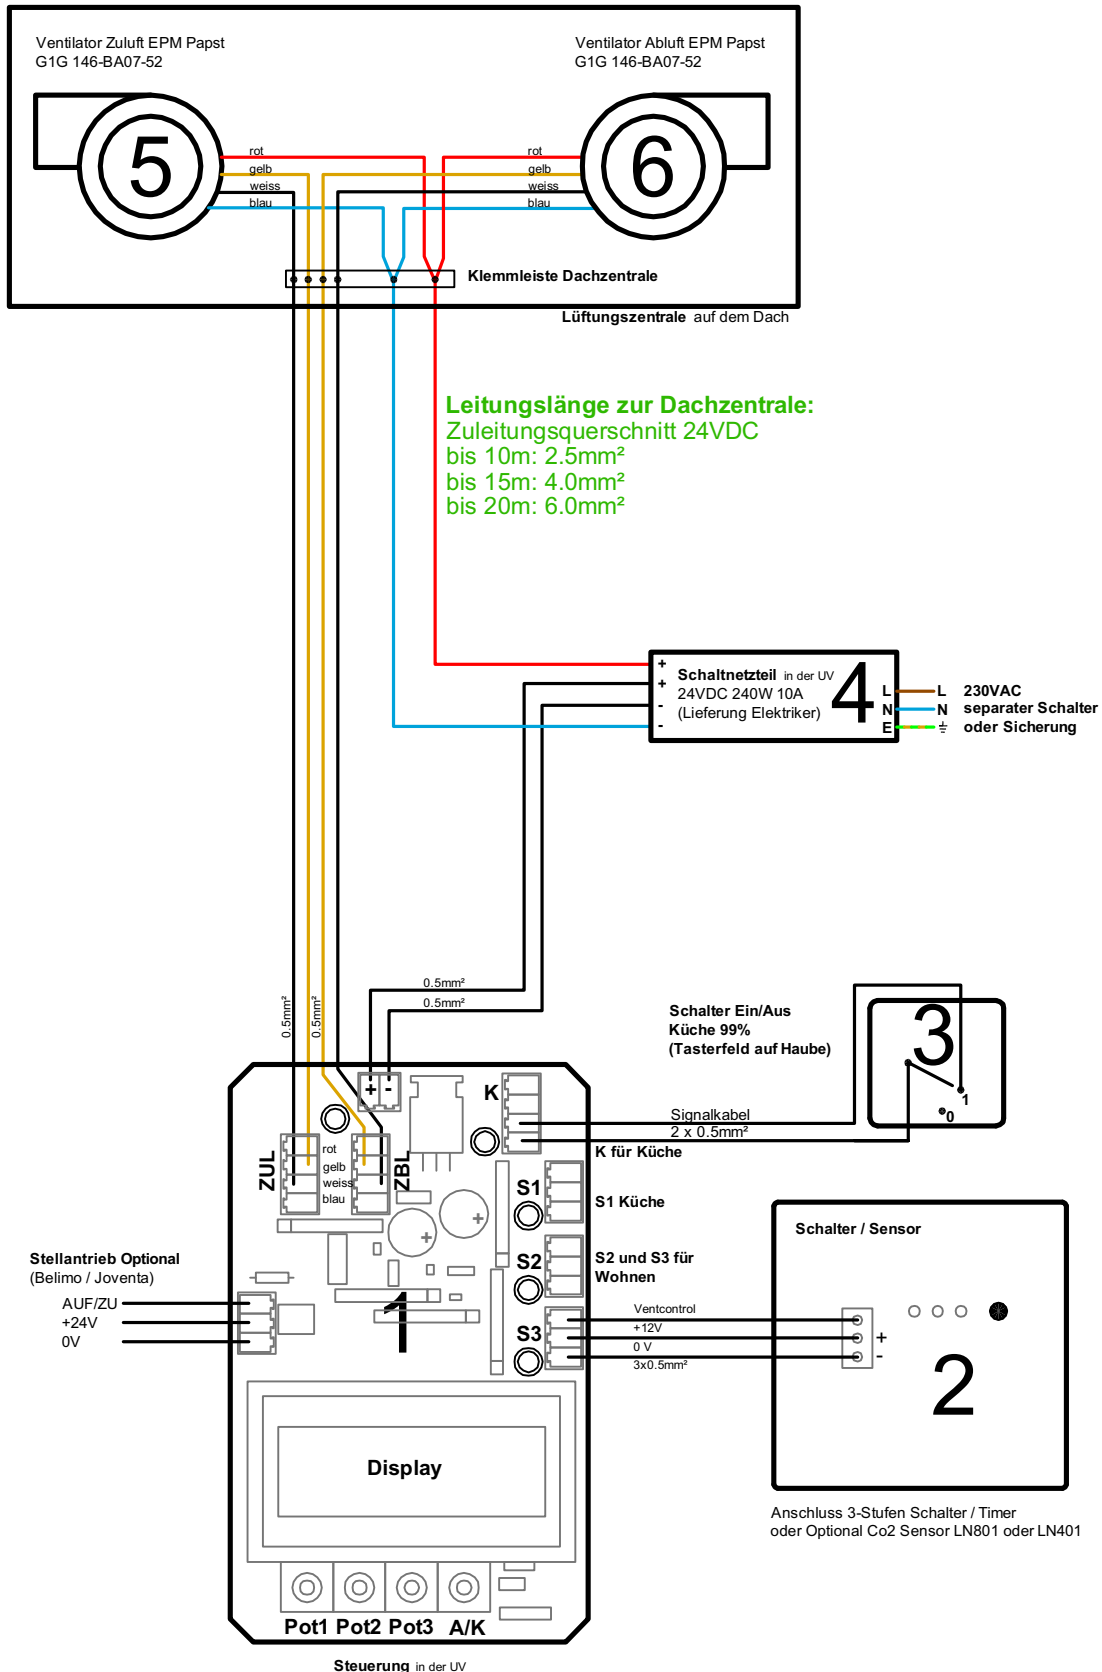 Ventilator Zuluft EPM Papst
G1G 146-BA07-52
Ventilator Abluft EPM Papst
G1G 146-BA07-52
5
6
rot
gelb
weiss
blau
rot
gelb
weiss
blau
Klemmleiste Dachzentrale
Lüftungszentrale auf dem Dach
Leitungslänge zur Dachzentrale:
Zuleitungsquerschnitt 24VDC
bis 10m: 2.5mm²
bis 15m: 4.0mm²
bis 20m: 6.0mm²
+
+
-
-
Schaltnetzteil in der UV
24VDC 240W 10A
(Lieferung Elektriker)
4
L
N
E
L
N
230VAC
separater Schalter
oder Sicherung
0.5mm²
0.5mm²
0.5mm²
0.5mm²
Schalter Ein/Aus
Küche 99%
(Tasterfeld auf Haube)
3
1
0
+ -
K
Signalkabel
2 x 0.5mm²
K für Küche
ZUL
rot
gelb
weiss
blau
ZBL
S1
S1 Küche
S2
S2 und S3 für
Wohnen
S3
Ventcontrol
+12V
0 V
3x0.5mm²
Schalter / Sensor
+
-
2
Stellantrieb Optional
(Belimo / Joventa)
AUF/ZU
+24V
0V
+
+
1
Display
Anschluss 3-Stufen Schalter / Timer
oder Optional Co2 Sensor LN801 oder LN401
Pot1 Pot2 Pot3 A/K
Steuerung in der UV